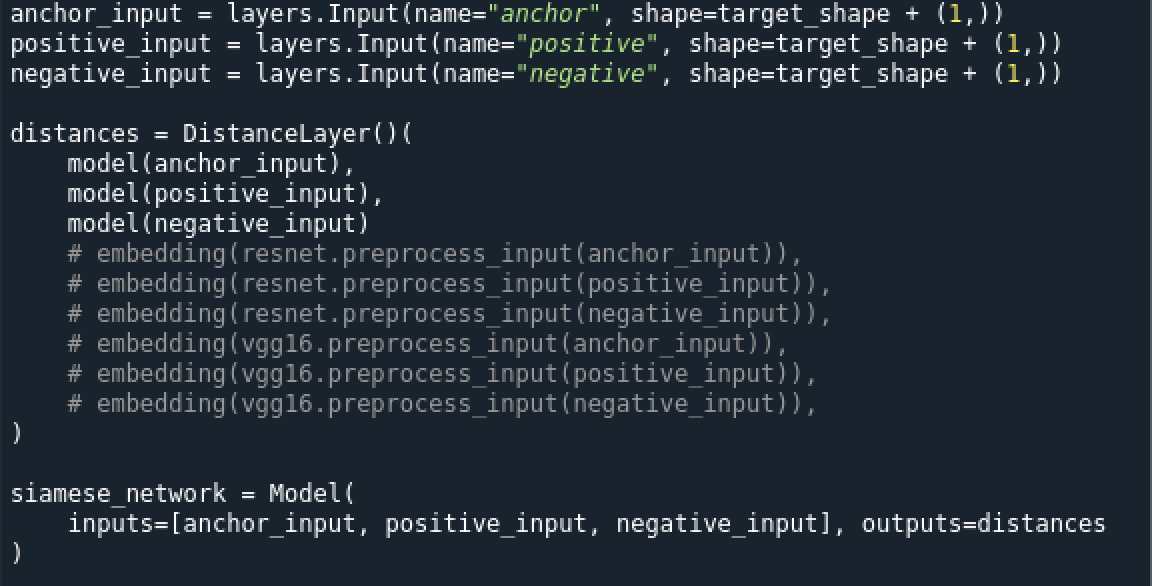 anchor_input = layers.Input(name="anchor", shape=target_shape + (1,))
positive_input = layers.Input(name="positive", shape=target_shape + (1,))
negative_input = layers.Input(name="negative", shape=target_shape + (1,))

distances = DistanceLayer()(
    model(anchor_input),
    model(positive_input),
    model(negative_input)
    # embedding(resnet.preprocess_input(anchor_input)),
    # embedding(resnet.preprocess_input(positive_input)),
    # embedding(resnet.preprocess_input(negative_input)),
    # embedding(vgg16.preprocess_input(anchor_input)),
    # embedding(vgg16.preprocess_input(positive_input)),
    # embedding(vgg16.preprocess_input(negative_input)),
)

siamese_network = Model(
    inputs=[anchor_input, positive_input, negative_input], outputs=distances
)